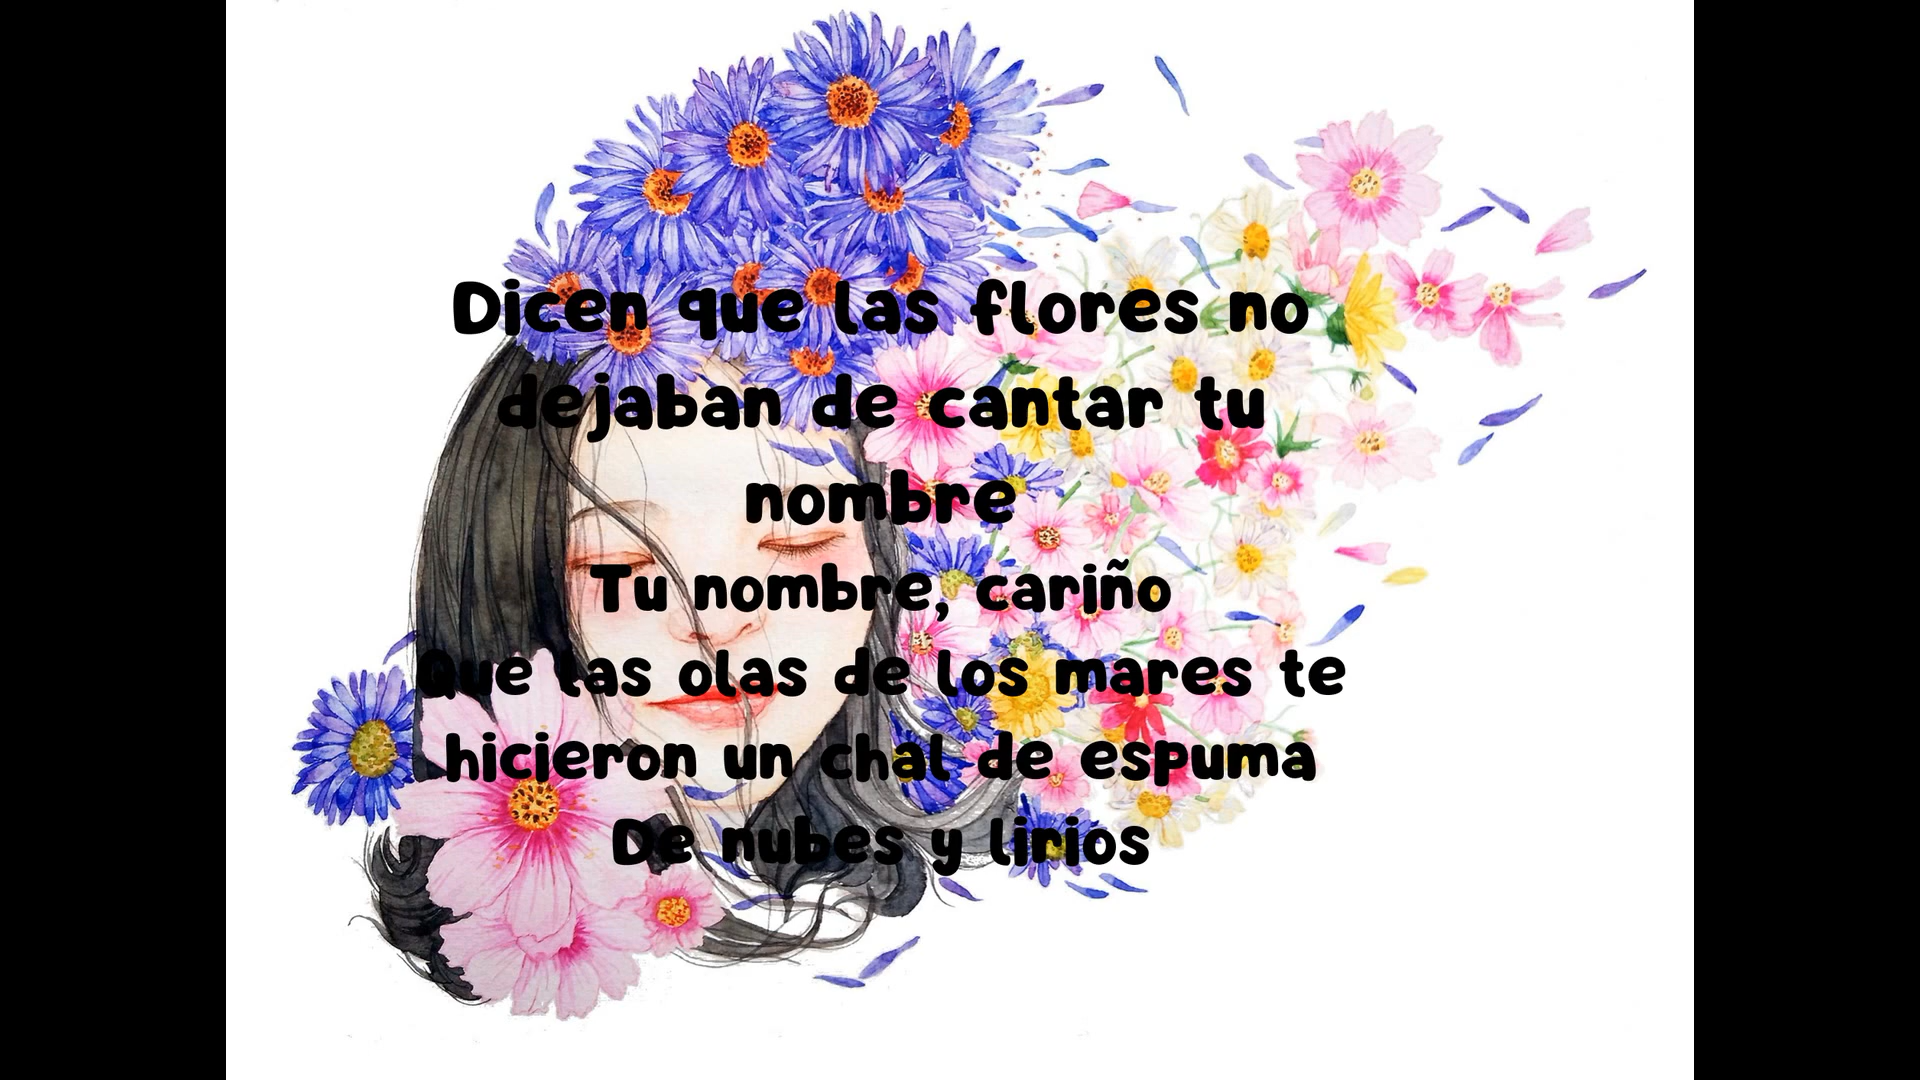 Dicen que las flores no
dejaban de cantar tu
nombre
Tu nombre, cariño
Que las olas de los mares te
hicieron un chal de espuma
De nubes y lirios